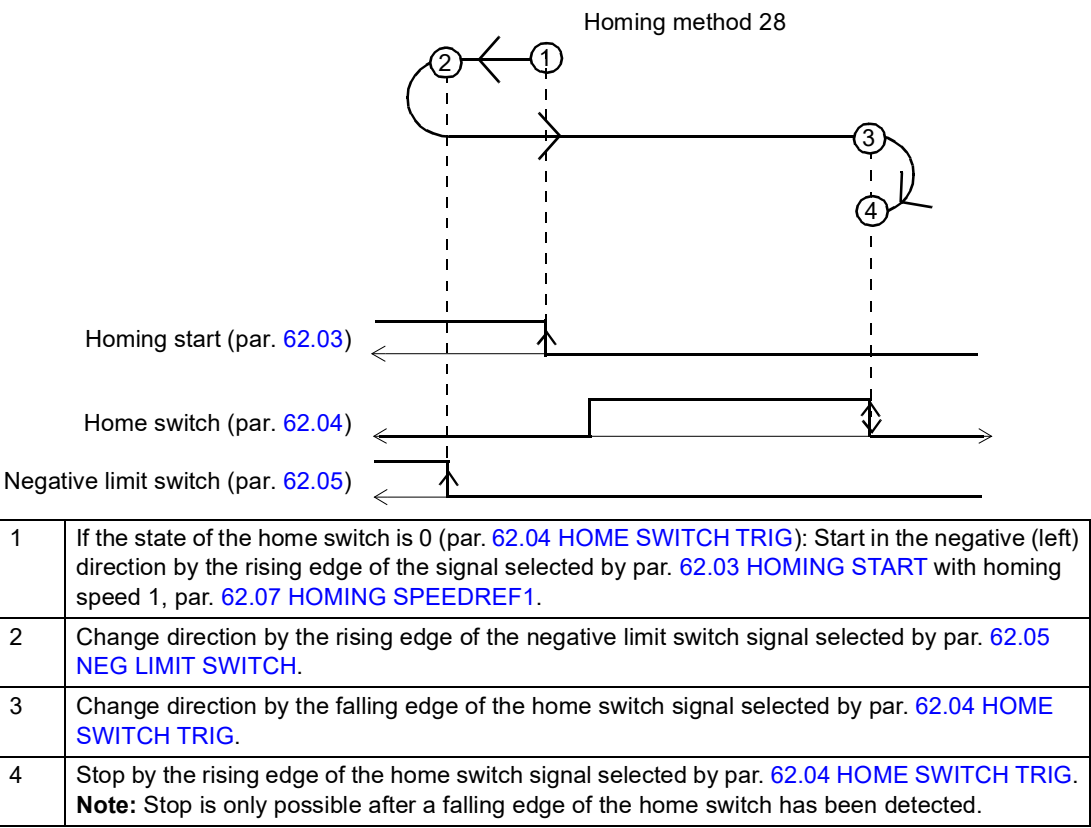 Homing method 28
2 1
3
4
Homing start (par. 62.03)
Home switch (par. 62.04)
Negative limit switch (par. 62.05)
1 If the state of the home switch is 0 (par. 62.04 HOME SWITCH TRIG): Start in the negative (left)
direction by the rising edge of the signal selected by par. 62.03 HOMING START with homing
speed 1, par. 62.07 HOMING SPEEDREF1.
2 Change direction by the rising edge of the negative limit switch signal selected by par. 62.05
NEG LIMIT SWITCH.
3 Change direction by the falling edge of the home switch signal selected by par. 62.04 HOME
SWITCH TRIG.
4 Stop by the rising edge of the home switch signal selected by par. 62.04 HOME SWITCH TRIG.
Note: Stop is only possible after a falling edge of the home switch has been detected.